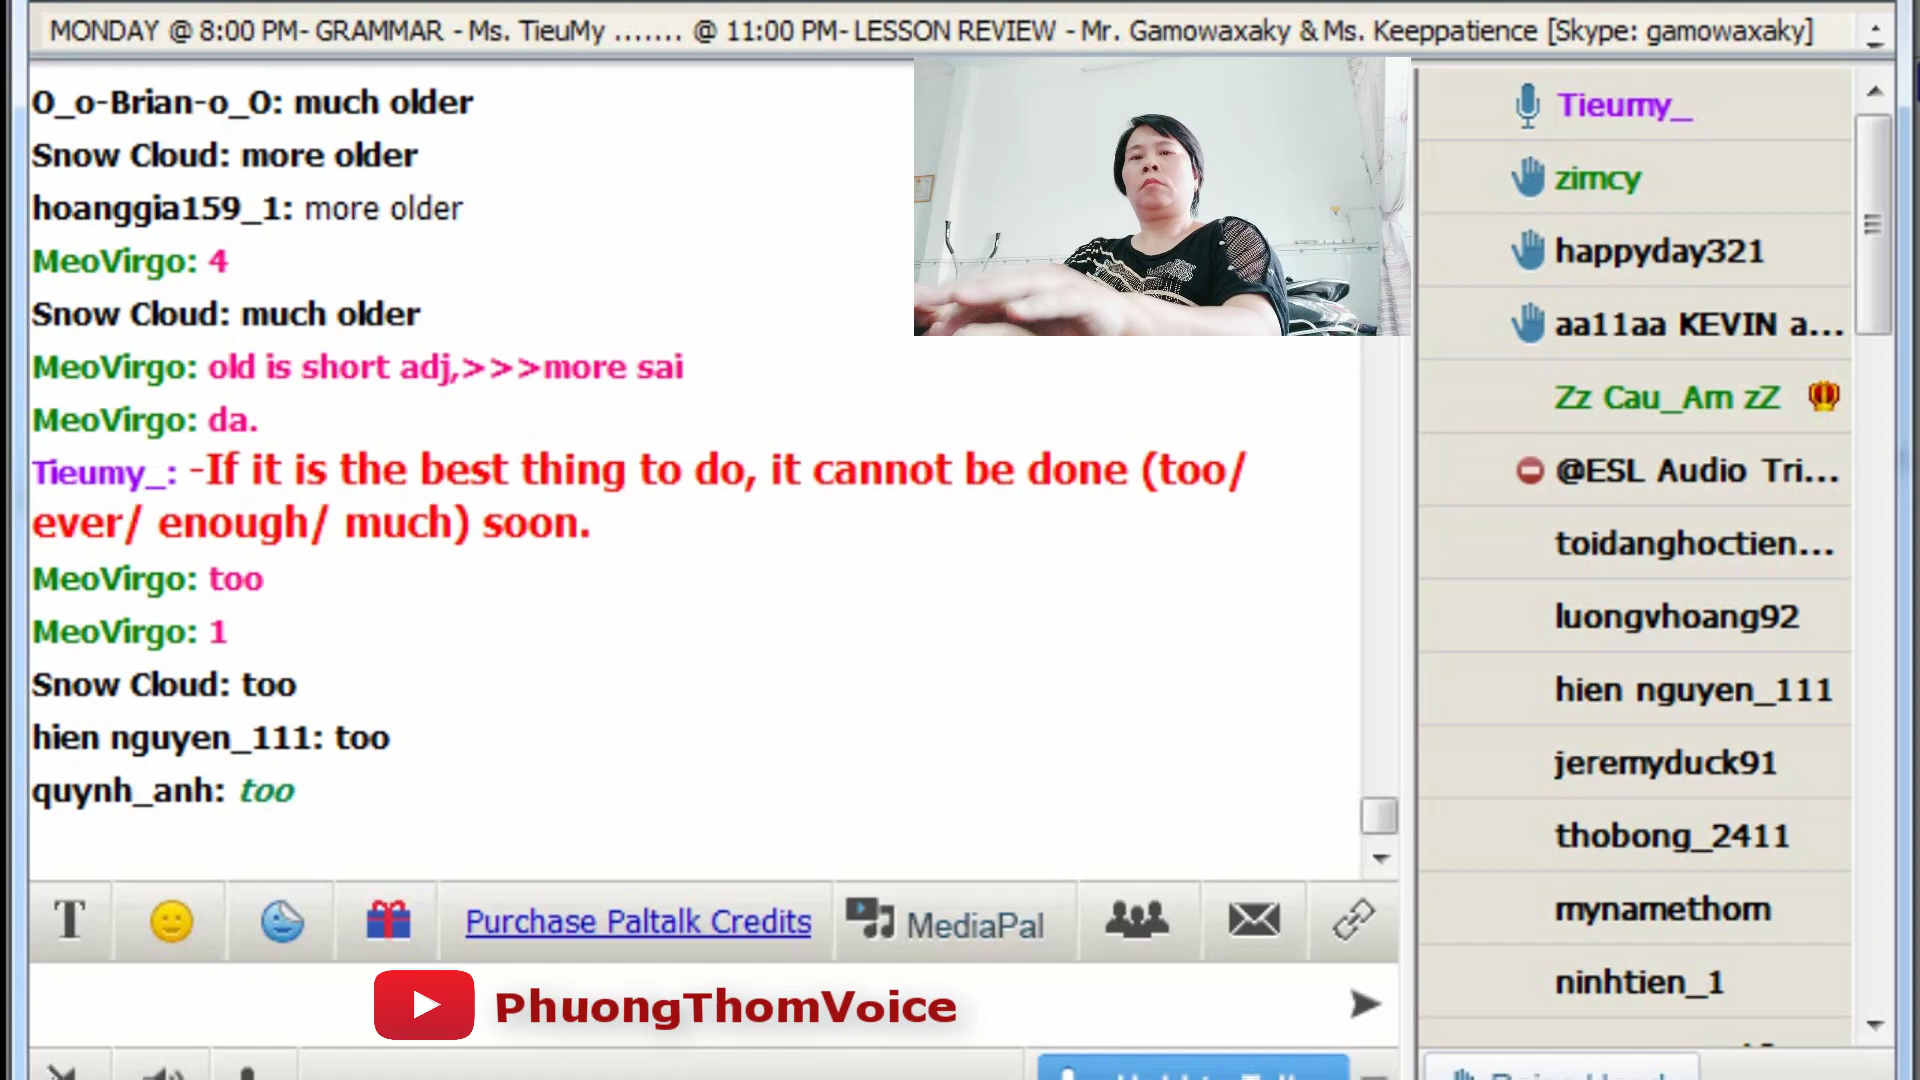 MONDAY @ 8:00 PM- GRAMMAR - Ms. TieuMy ....... @ 11:00 PM- LESSON REVIEW - Mr. Gamowaxaky & Ms. Keeppatience [Skype: gamowaxaky]
O_o-Brian-o_O: much older
Snow Cloud: more older
hoanggia159_1: more older
MeoVirgo: 4
Snow Cloud: much older
MeoVirgo: old is short adj,>>>more sai
MeoVirgo: da.
Tieumy_: -If it is the best thing to do, it cannot be done (too/
ever/ enough/ much) soon.
MeoVirgo: too
MeoVirgo: 1
Snow Cloud: too
hien nguyen_111: too
quynh_anh: too
Tieumy_
zimcy
happyday321
aa11aa KEVIN a...
Zz Cau_Am zZ
@ESL Audio Tri...
toidanghoctien...
luongvhoang92
hien nguyen_111
jeremyduck91
thobong_2411
mynamethom
ninhtien_1
T
Purchase Paltalk Credits
MediaPal
PhuongThomVoice